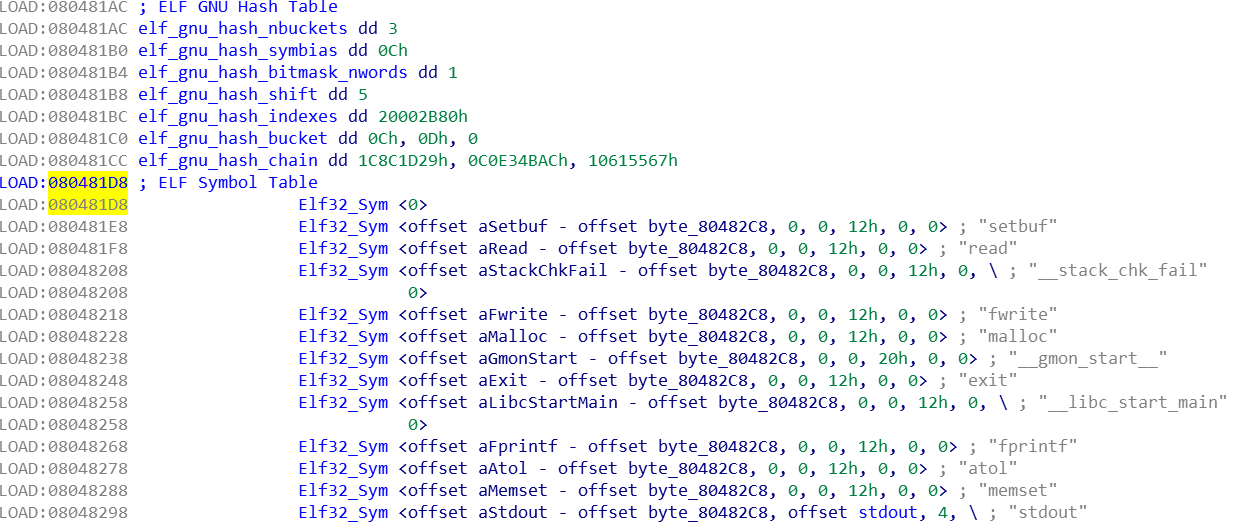 LOAD:080481AC ; ELF GNU Hash Table
LOAD:080481AC elf_gnu_hash_nbuckets dd 3
LOAD:080481B0 elf_gnu_hash_symbias dd 0Ch
LOAD:080481B4 elf_gnu_hash_bitmask_nwords dd 1
LOAD:080481B8 elf_gnu_hash_shift dd 5
LOAD:080481BC elf_gnu_hash_indexes dd 20002B80h
LOAD:080481C0 elf_gnu_hash_bucket dd 0Ch, 0Dh, 0
LOAD:080481CC elf_gnu_hash_chain dd 1C8C1D29h, 0C0E34BACh, 10615567h
LOAD:080481D8 ; ELF Symbol Table
LOAD:080481D8 Elf32_Sym <0>
LOAD:080481E8 Elf32_Sym <offset aSetbuf - offset byte_80482C8, 0, 0, 12h, 0, 0> ; "setbuf"
LOAD:080481F8 Elf32_Sym <offset aRead - offset byte_80482C8, 0, 0, 12h, 0, 0> ; "read"
LOAD:08048208 Elf32_Sym <offset aStackChkFail - offset byte_80482C8, 0, 0, 12h, 0, \ ; "__stack_chk_fail"
LOAD:08048208 0>
LOAD:08048218 Elf32_Sym <offset aFwrite - offset byte_80482C8, 0, 0, 12h, 0, 0> ; "fwrite"
LOAD:08048228 Elf32_Sym <offset aMalloc - offset byte_80482C8, 0, 0, 12h, 0, 0> ; "malloc"
LOAD:08048238 Elf32_Sym <offset aGmonStart - offset byte_80482C8, 0, 0, 20h, 0, 0> ; "__gmon_start__"
LOAD:08048248 Elf32_Sym <offset aExit - offset byte_80482C8, 0, 0, 12h, 0, 0> ; "exit"
LOAD:08048258 Elf32_Sym <offset aLibcStartMain - offset byte_80482C8, 0, 0, 12h, 0, \ ; "__libc_start_main"
LOAD:08048258 0>
LOAD:08048268 Elf32_Sym <offset aFprintf - offset byte_80482C8, 0, 0, 12h, 0, 0> ; "fprintf"
LOAD:08048278 Elf32_Sym <offset aAtol - offset byte_80482C8, 0, 0, 12h, 0, 0> ; "atol"
LOAD:08048288 Elf32_Sym <offset aMemset - offset byte_80482C8, 0, 0, 12h, 0, 0> ; "memset"
LOAD:08048298 Elf32_Sym <offset aStdout - offset byte_80482C8, offset stdout, 4, \ ; "stdout"